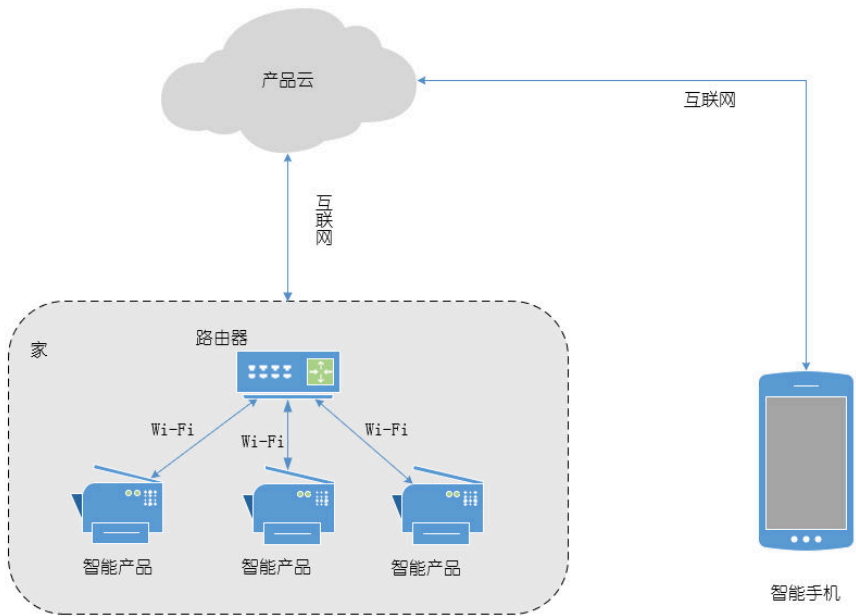 产品云
互联网
互联网
家
路由器
Wi-Fi
Wi-Fi
Wi-Fi
智能产品
智能产品
智能产品
智能手机